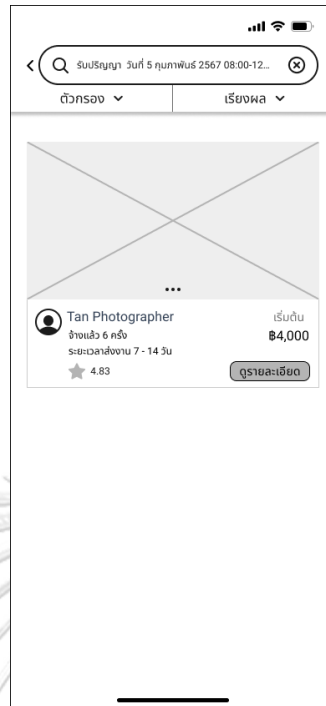 รับปริญญา วันที่ 5 กุมภาพันธ์ 2567 08:00-12...
ตัวกรอง
เรียงผล
Tan Photographer
เริ่มต้น
จ้างแล้ว 6 ครั้ง
฿4,000
ระยะเวลาส่งงาน 7 - 14 วัน
4.83
ดูรายละเอียด